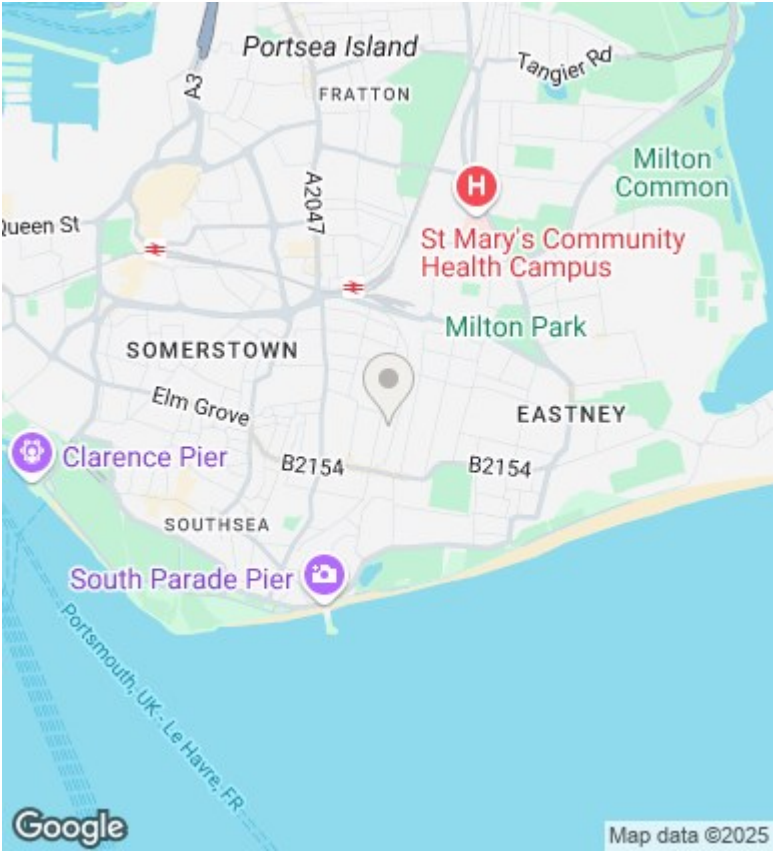 Portsea Island
Tangier Rd
A3
FRATTON
Milton
Common
A2047
H
Queen St
St Mary's Community
Health Campus
Milton Park
SOMERSTOWN
Elm Grove
EASTNEY
Clarence Pier
B2154
B2154
SOUTHSEA
South Parade Pier
Portsmouth, UK - Le Havre, FR
Google
Map data ©2025